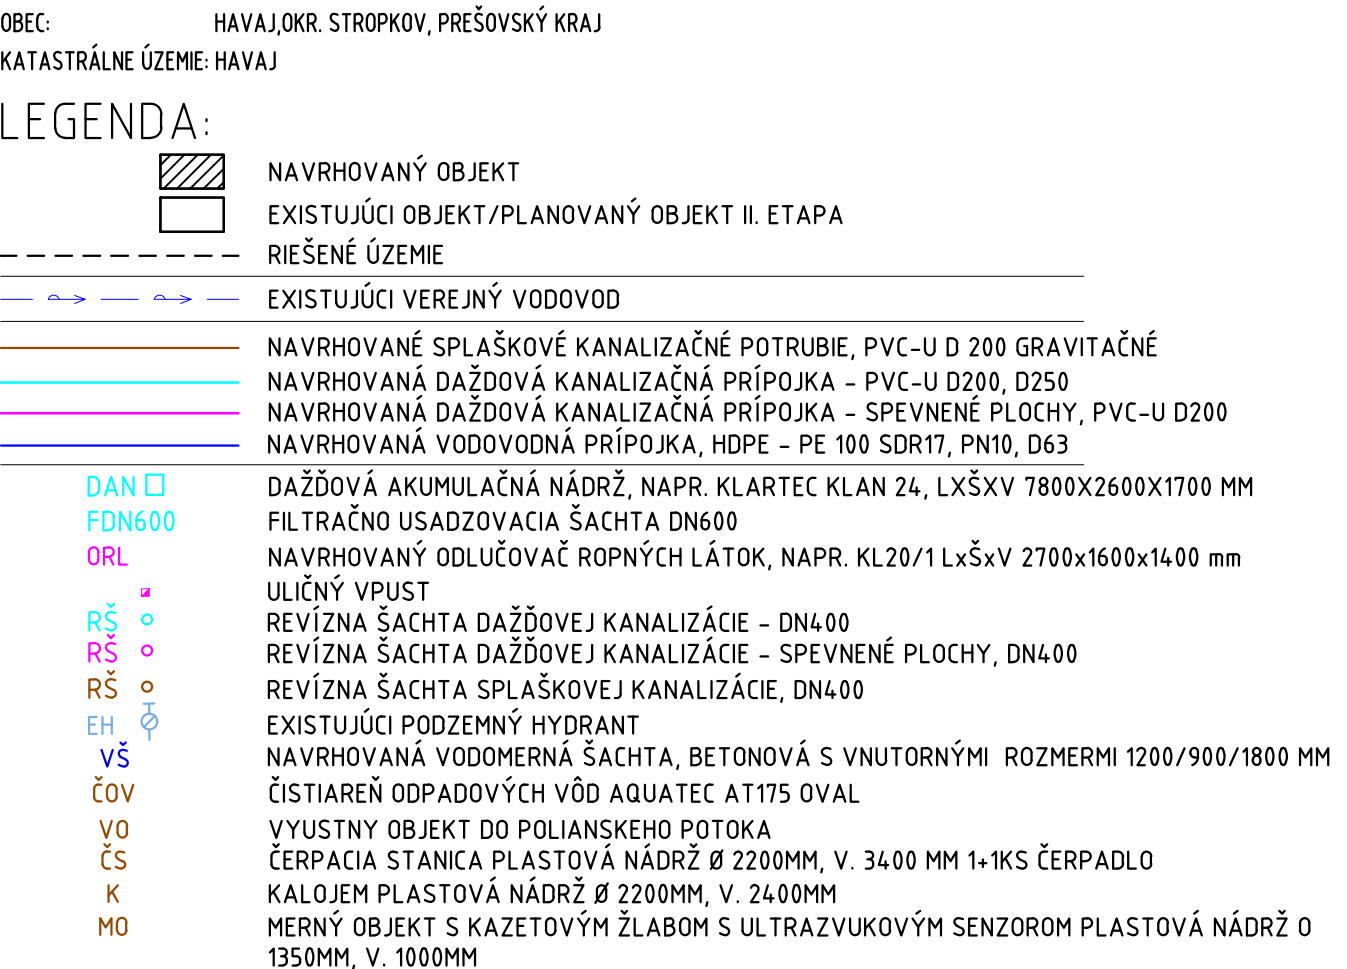 OBEC: HAVAJ,OKR. STROPKOV, PREŠOVSKÝ KRAJ
KATASTRÁLNE ÚZEMIE: HAVAJ
LEGENDA:
NAVRHOVANÝ OBJEKT
EXISTUJÚCI OBJEKT/PLANOVANÝ OBJEKT II. ETAPA
RIEŠENÉ ÚZEMIE
EXISTUJÚCI VEREJNÝ VODOVOD
NAVRHOVANÉ SPLAŠKOVÉ KANALIZAČNÉ POTRUBIE, PVC-U D 200 GRAVITAČNÉ
NAVRHOVANÁ DAŽDOVÁ KANALIZAČNÁ PRÍPOJKA - PVC-U D200, D250
NAVRHOVANÁ DAŽDOVÁ KANALIZAČNÁ PRÍPOJKA - SPEVNENÉ PLOCHY, PVC-U D200
NAVRHOVANÁ VODOVODNÁ PRÍPOJKA, HDPE - PE 100 SDR17, PN10, D63
DAN DAŽĎOVÁ AKUMULAČNÁ NÁDRŽ, NAPR. KLARTEC KLAN 24, LXŠXV 7800X2600X1700 MM
FDN600 FILTRAČNO USADZOVACIA ŠACHTA DN600
ORL NAVRHOVANÝ ODLUČOVAČ ROPNÝCH LÁTOK, NAPR. KL20/1 LxŠxV 2700x1600x1400 mm
ULIČNÝ VPUST
RŠ REVÍZNA ŠACHTA DAŽĎOVEJ KANALIZÁCIE - DN400
RŠ REVÍZNA ŠACHTA DAŽĎOVEJ KANALIZÁCIE - SPEVNENÉ PLOCHY, DN400
RŠ REVÍZNA ŠACHTA SPLAŠKOVEJ KANALIZÁCIE, DN400
EH EXISTUJÚCI PODZEMNÝ HYDRANT
VŠ NAVRHOVANÁ VODOMERNÁ ŠACHTA, BETONOVÁ S VNUTORNÝMI ROZMERMI 1200/900/1800 MM
ČOV ČISTIAREŇ ODPADOVÝCH VÔD AQUATEC AT175 OVAL
VO VYUSTNY OBJEKT DO POLIANSKEHO POTOKA
ČS ČERPACIA STANICA PLASTOVÁ NÁDRŽ Ø 2200MM, V. 3400 MM 1+1KS ČERPADLO
K KALOJEM PLASTOVÁ NÁDRŽ Ø 2200MM, V. 2400MM
MO MERNÝ OBJEKT S KAZETOVÝM ŽLABOM S ULTRAZVUKOVÝM SENZOROM PLASTOVÁ NÁDRŽ O
1350MM, V. 1000MM